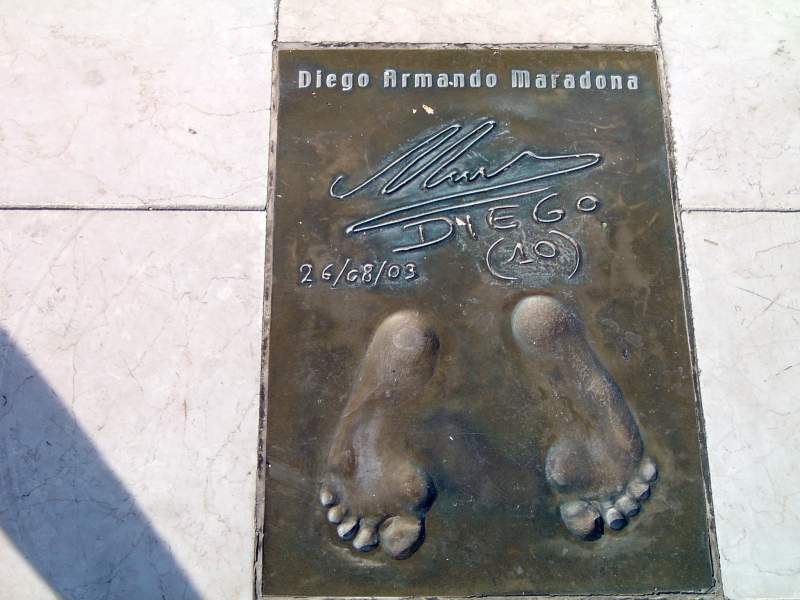 Diego Armando Maradona
DIEGO
(10)
26/08/03